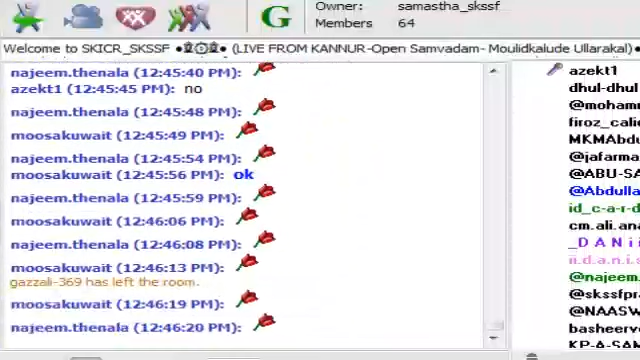 Owner: samastha_skssf
Members 64
G
Welcome to SKICR_SKSSF (LIVE FROM KANNUR-Open Samvadam- Moulidkalude Ullarakal)
najeem.thenala (12:45:40 PM):
azekt1 (12:45:45 PM): no
najeem.thenala (12:45:48 PM):
moosakuwait (12:45:49 PM):
najeem.thenala (12:45:54 PM):
moosakuwait (12:45:56 PM): ok
najeem.thenala (12:45:59 PM):
moosakuwait (12:46:06 PM):
najeem.thenala (12:46:08 PM):
moosakuwait (12:46:13 PM):
gazzali-369 has left the room.
moosakuwait (12:46:19 PM):
najeem.thenala (12:46:20 PM):
azekt1
dhul-dhul
@mohamm
firoz_calic
MKMAbdu
@jafarma
@ABU-SA
@Abdulla
id_c-a-r-d
cm.ali.ana
_D A N i i
ii.d.a.n.i.s
@najeem.
@skssfpra
@NAASW
basheerv
KP-A-SAM